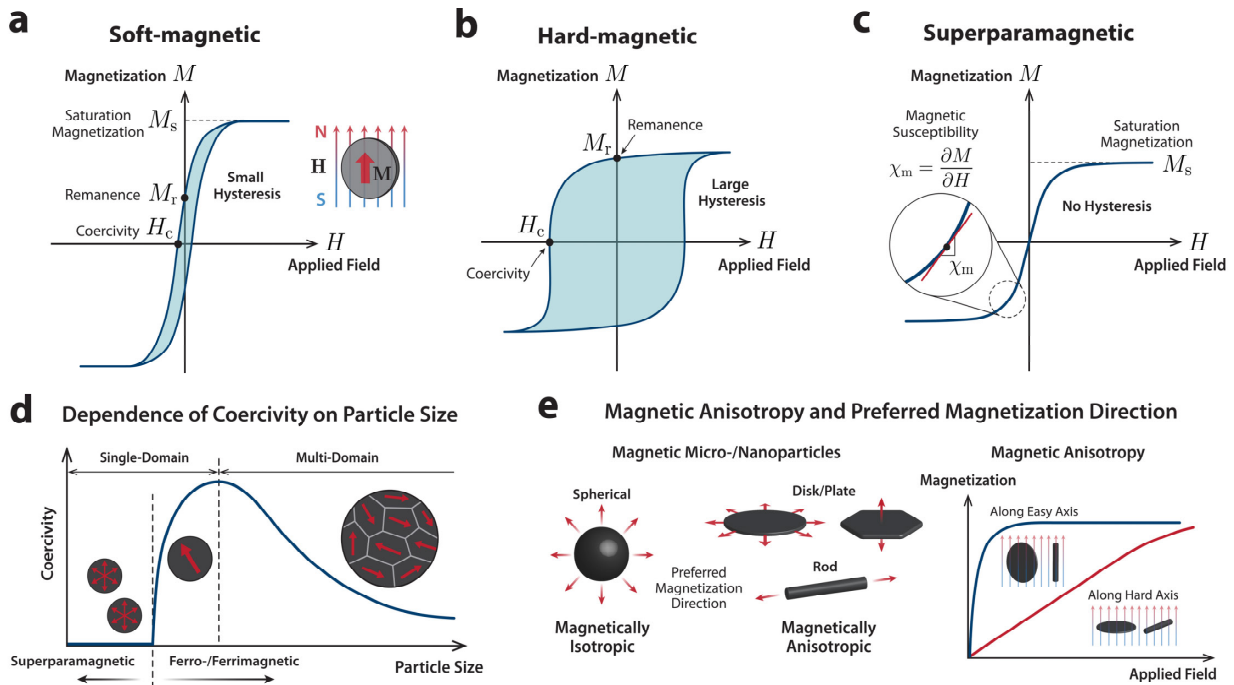 a
Soft-magnetic
Magnetization M
Saturation
Magnetization
Mₛ
Remanence
Mᵣ
Coercivity
H_c
Small
Hysteresis
N
H
S
M
H
Applied Field
b
Hard-magnetic
Magnetization
M
Remanence
Mᵣ
H_c
Coercivity
Large
Hysteresis
H
Applied Field
c
Superparamagnetic
Magnetization
M
Magnetic
Susceptibility
χₘ = ∂M/∂H
χₘ
Saturation
Magnetization
Mₛ
No Hysteresis
H
Applied Field
d
Dependence of Coercivity on Particle Size
Single-Domain
Multi-Domain
Coercivity
Superparamagnetic
Ferro-/Ferrimagnetic
Particle Size
e
Magnetic Anisotropy and Preferred Magnetization Direction
Magnetic Micro-/Nanoparticles
Spherical
Disk/Plate
Rod
Preferred
Magnetization
Direction
Magnetically
Isotropic
Magnetically
Anisotropic
Magnetic Anisotropy
Magnetization
Along Easy Axis
Along Hard Axis
Applied Field